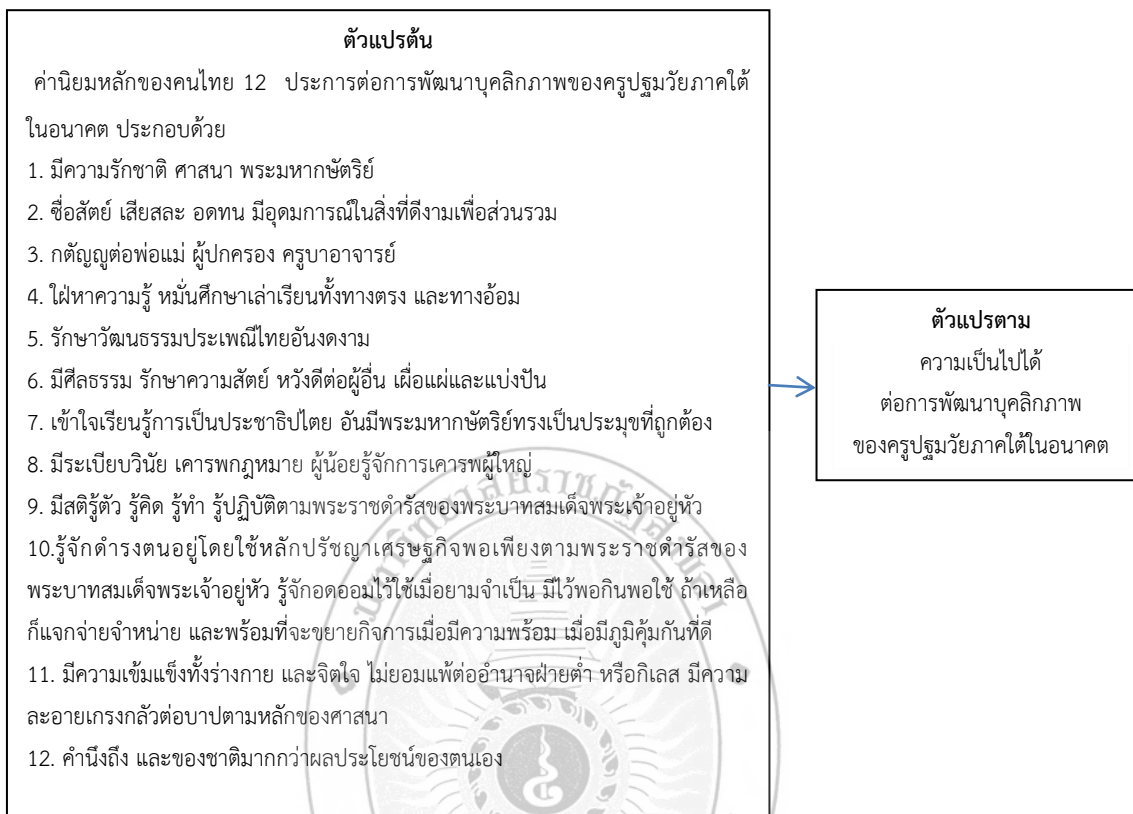 ตัวแปรต้น
ค่านิยมหลักของคนไทย 12 ประการต่อการพัฒนาบุคลิกภาพของครูปฐมวัยภาคใต้
ในอนาคต ประกอบด้วย
1. มีความรักชาติ ศาสนา พระมหากษัตริย์
2. ซื่อสัตย์ เสียสละ อดทน มีอุดมการณ์ในสิ่งที่ดีงามเพื่อส่วนรวม
3. กตัญญูต่อพ่อแม่ ผู้ปกครอง ครูบาอาจารย์
4. ใฝ่หาความรู้ หมั่นศึกษาเล่าเรียนทั้งทางตรง และทางอ้อม
5. รักษาวัฒนธรรมประเพณีไทยอันงดงาม
6. มีศีลธรรม รักษาความสัตย์ หวังดีต่อผู้อื่น เผื่อแผ่และแบ่งปัน
7. เข้าใจเรียนรู้การเป็นประชาธิปไตย อันมีพระมหากษัตริย์ทรงเป็นประมุขที่ถูกต้อง
8. มีระเบียบวินัย เคารพกฎหมาย ผู้น้อยรู้จักการเคารพผู้ใหญ่
9. มีสติรู้ตัว รู้คิด รู้ทำ รู้ปฏิบัติตามพระราชดำรัสของพระบาทสมเด็จพระเจ้าอยู่หัว
10.รู้จักดำรงตนอยู่โดยใช้หลักปรัชญาเศรษฐกิจพอเพียงตามพระราชดำรัสของ
พระบาทสมเด็จพระเจ้าอยู่หัว รู้จักอดออมไว้ใช้เมื่อยามจำเป็น มีไว้พอกินพอใช้ ถ้าเหลือ
ก็แจกจ่ายจำหน่าย และพร้อมที่จะขยายกิจการเมื่อมีความพร้อม เมื่อมีภูมิคุ้มกันที่ดี
11. มีความเข้มแข็งทั้งร่างกาย และจิตใจ ไม่ยอมแพ้ต่ออำนาจฝ่ายต่ำ หรือกิเลส มีความ
ละอายเกรงกลัวต่อบาปตามหลักของศาสนา
12. คำนึงถึง และของชาติมากกว่าผลประโยชน์ของตนเอง
ตัวแปรตาม
ความเป็นไปได้
ต่อการพัฒนาบุคลิกภาพ
ของครูปฐมวัยภาคใต้ในอนาคต
มหาวิทยาลัยราชภัฏสงขลา